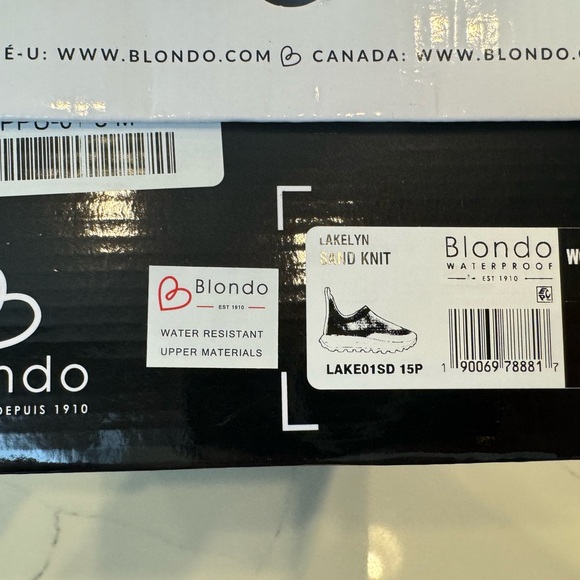 É-U: WWW.BLONDO.COM CANADA: WWW.BLONDO.
LAKELYN
SAND KNIT
Blondo
WATERPROOF
EST 1910
LAKE01SD 15P
1 90069 78881 7
Blondo
EST 1910
WATER RESISTANT
UPPER MATERIALS
ndo
DEPUIS 1910